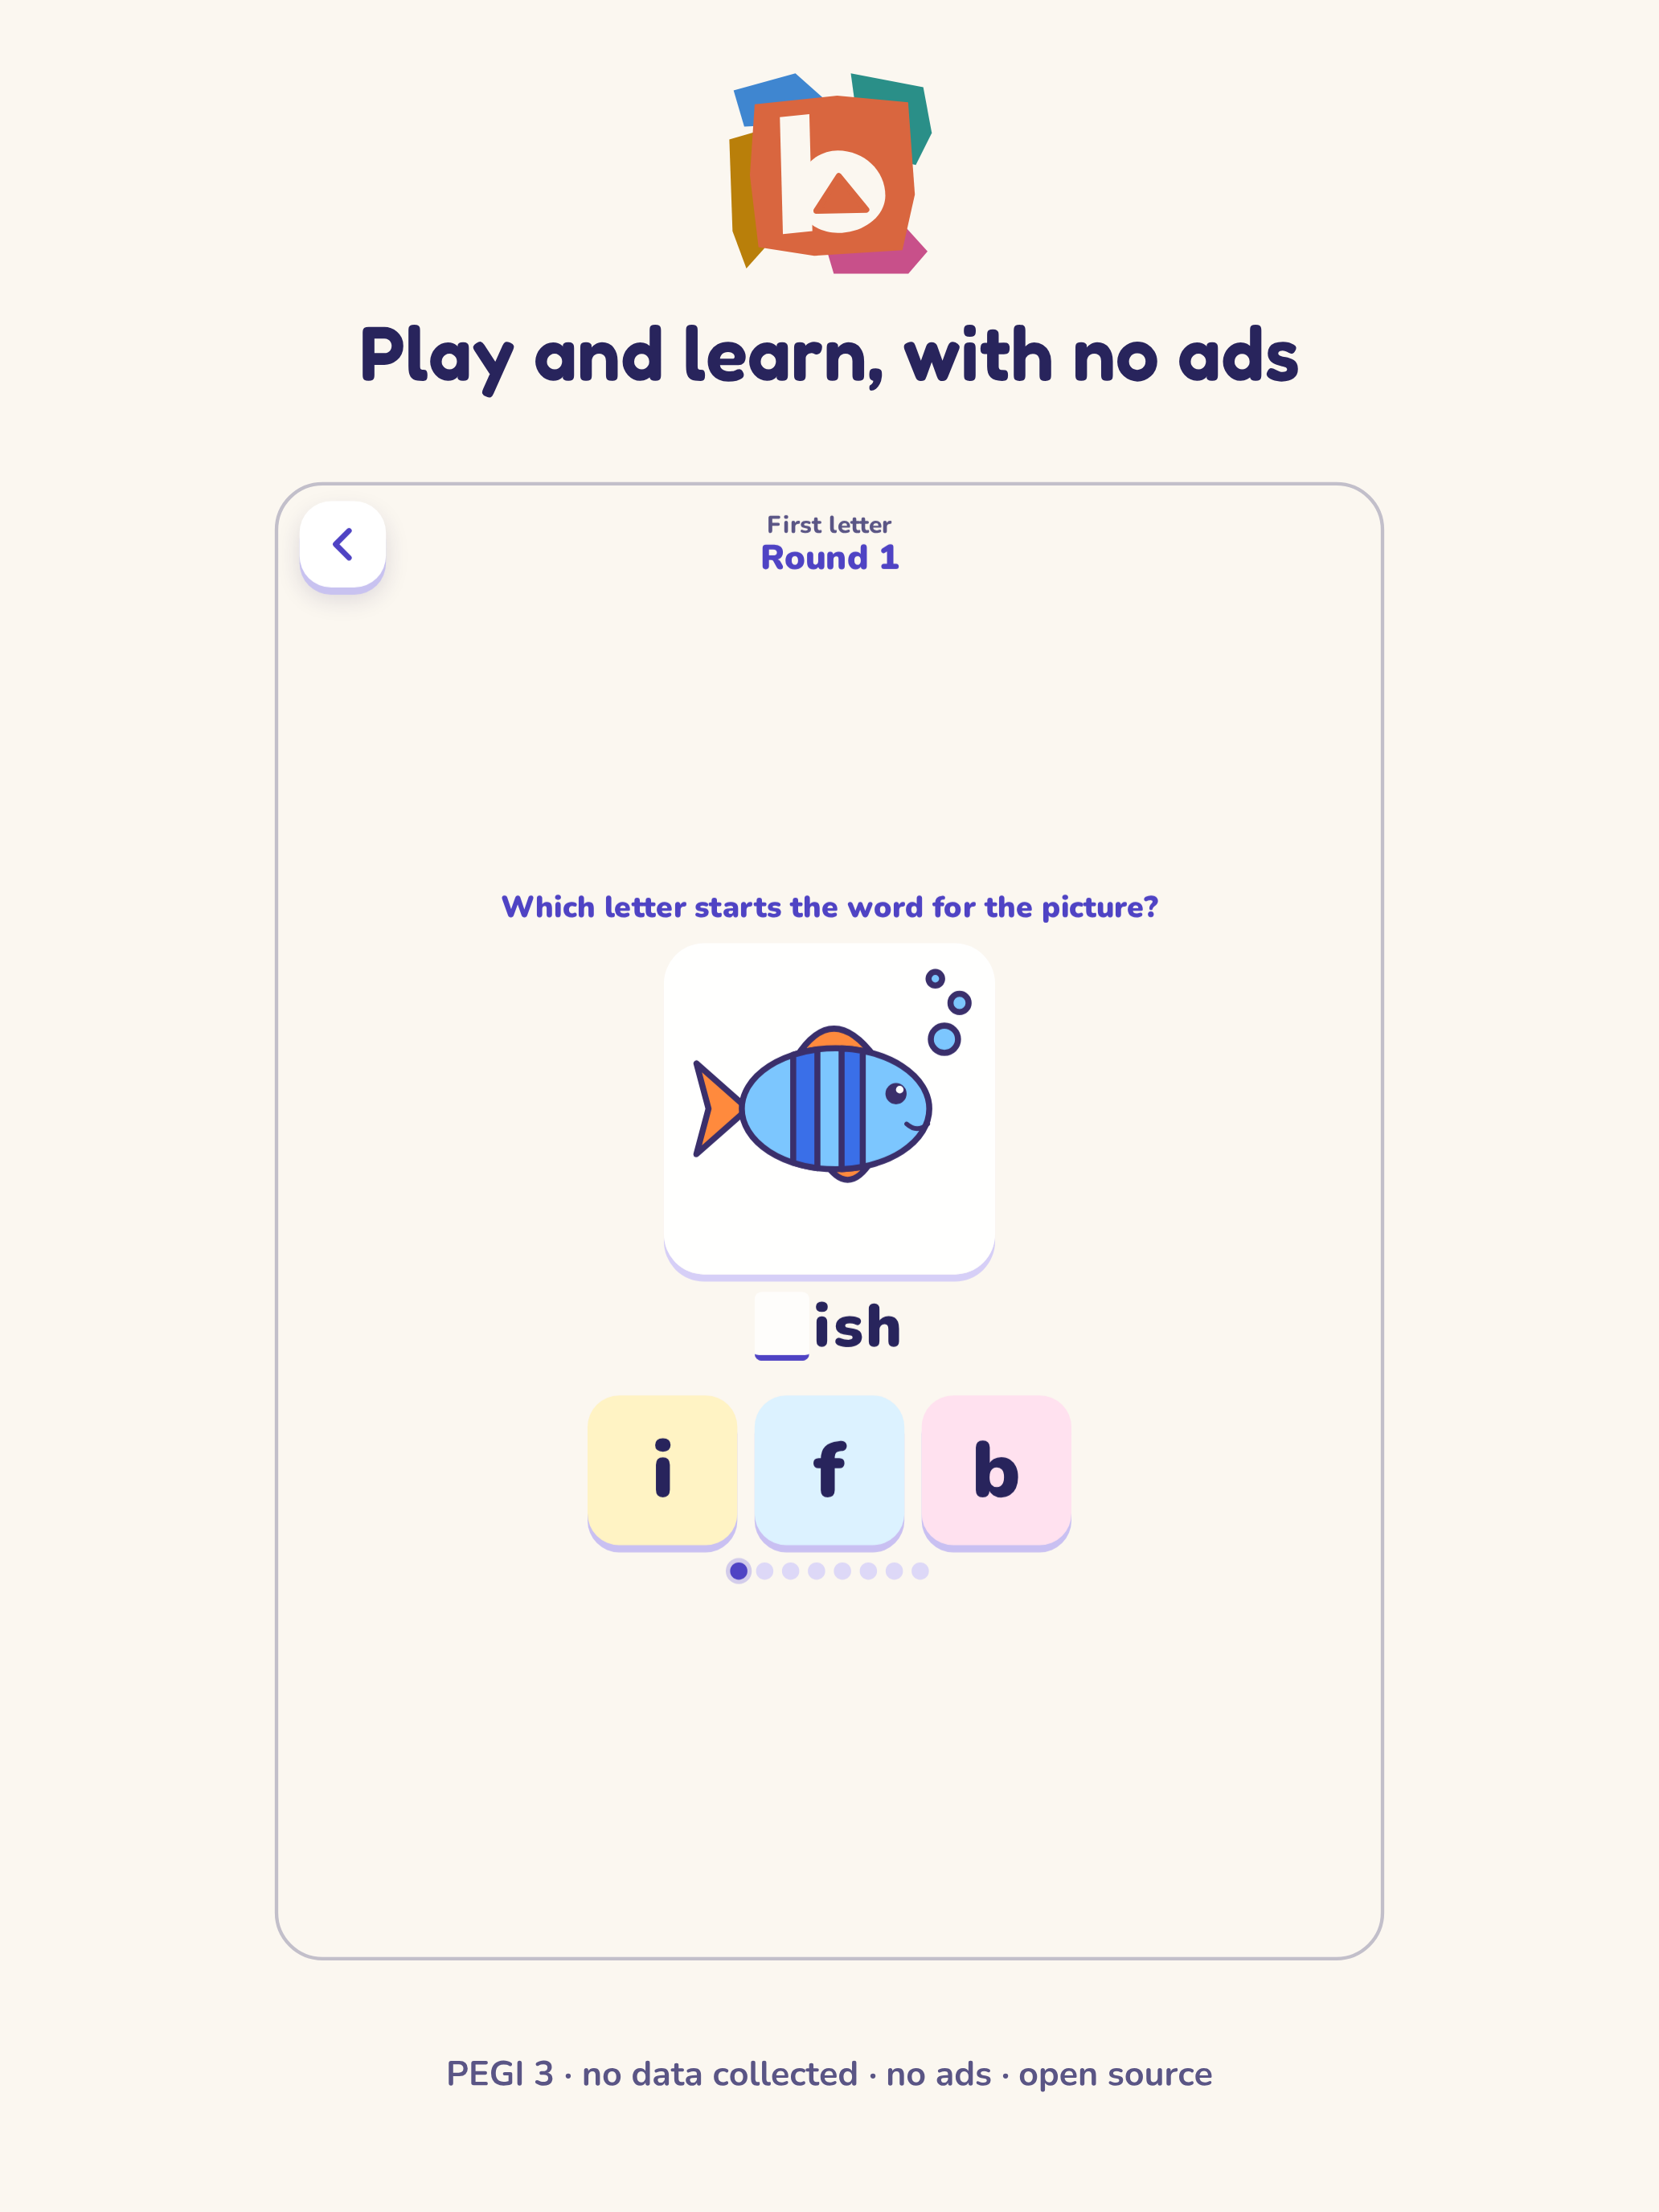 b
Play and learn, with no ads
First letter
Round 1
Which letter starts the word for the picture?
ish
i f b
PEGI 3 · no data collected · no ads · open source